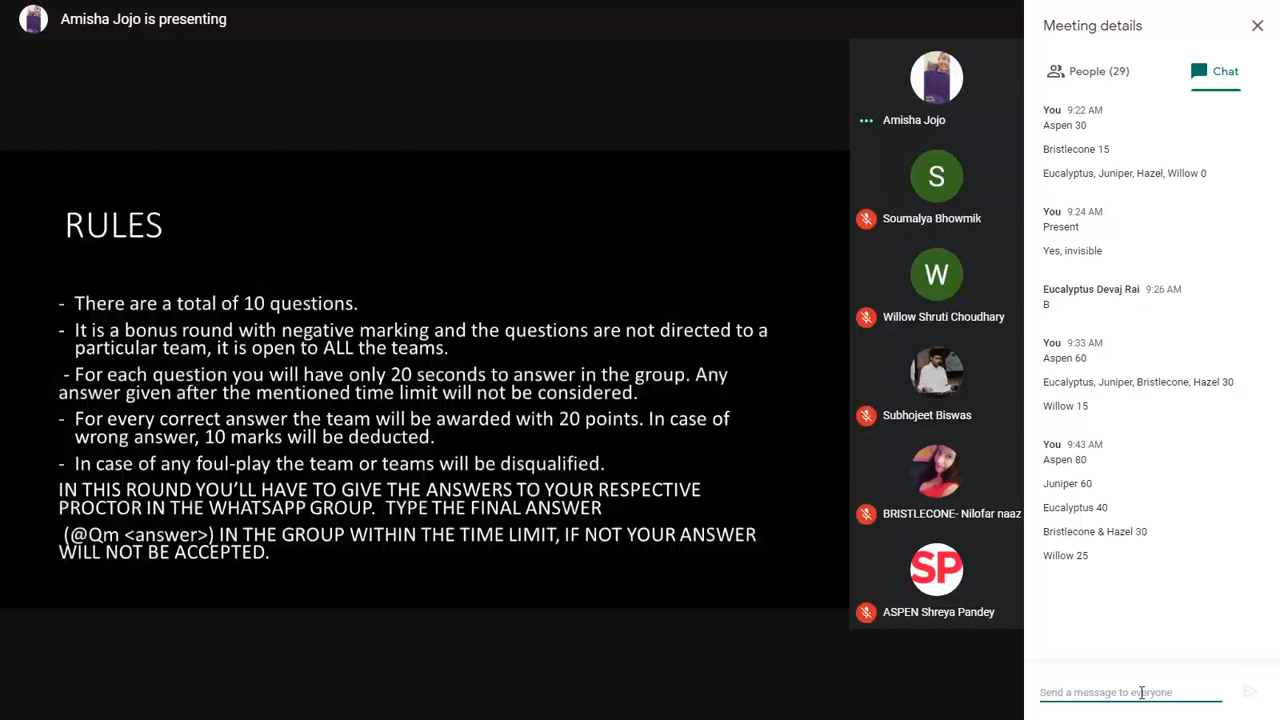 Amisha Jojo is presenting
RULES
- There are a total of 10 questions.
- It is a bonus round with negative marking and the questions are not directed to a
particular team, it is open to ALL the teams.
- For each question you will have only 20 seconds to answer in the group. Any
answer given after the mentioned time limit will not be considered.
- For every correct answer the team will be awarded with 20 points. In case of
wrong answer, 10 marks will be deducted.
- In case of any foul-play the team or teams will be disqualified.
IN THIS ROUND YOU'LL HAVE TO GIVE THE ANSWERS TO YOUR RESPECTIVE
PROCTOR IN THE WHATSAPP GROUP. TYPE THE FINAL ANSWER
(@Qm <answer>) IN THE GROUP WITHIN THE TIME LIMIT, IF NOT YOUR ANSWER
WILL NOT BE ACCEPTED.
Amisha Jojo
S
Soumalya Bhowmik
W
Willow Shruti Choudhary
Subhojeet Biswas
BRISTLECONE- Nilofar naaz
SP
ASPEN Shreya Pandey
Meeting details
People (29)
Chat
You 9:22 AM
Aspen 30
Bristlecone 15
Eucalyptus, Juniper, Hazel, Willow 0
You 9:24 AM
Present
Yes, invisible
Eucalyptus Devaj Rai 9:26 AM
B
You 9:33 AM
Aspen 60
Eucalyptus, Juniper, Bristlecone, Hazel 30
Willow 15
You 9:43 AM
Aspen 80
Juniper 60
Eucalyptus 40
Bristlecone & Hazel 30
Willow 25
Send a message to everyone